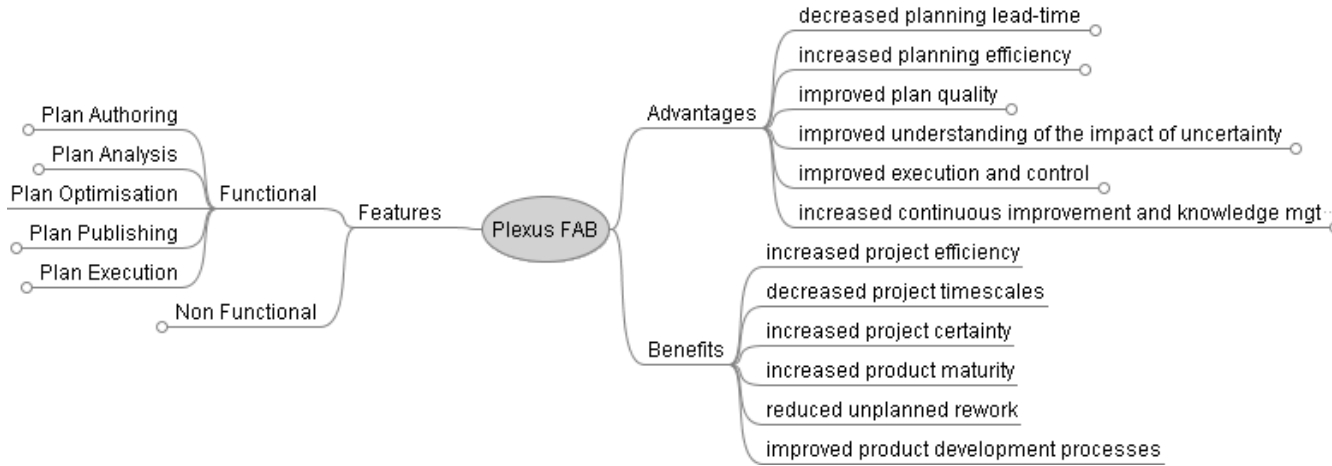 Plexus FAB
Features
Functional
Plan Authoring
Plan Analysis
Plan Optimisation
Plan Publishing
Plan Execution
Non Functional
Advantages
decreased planning lead-time
increased planning efficiency
improved plan quality
improved understanding of the impact of uncertainty
improved execution and control
increased continuous improvement and knowledge mgt
Benefits
increased project efficiency
decreased project timescales
increased project certainty
increased product maturity
reduced unplanned rework
improved product development processes